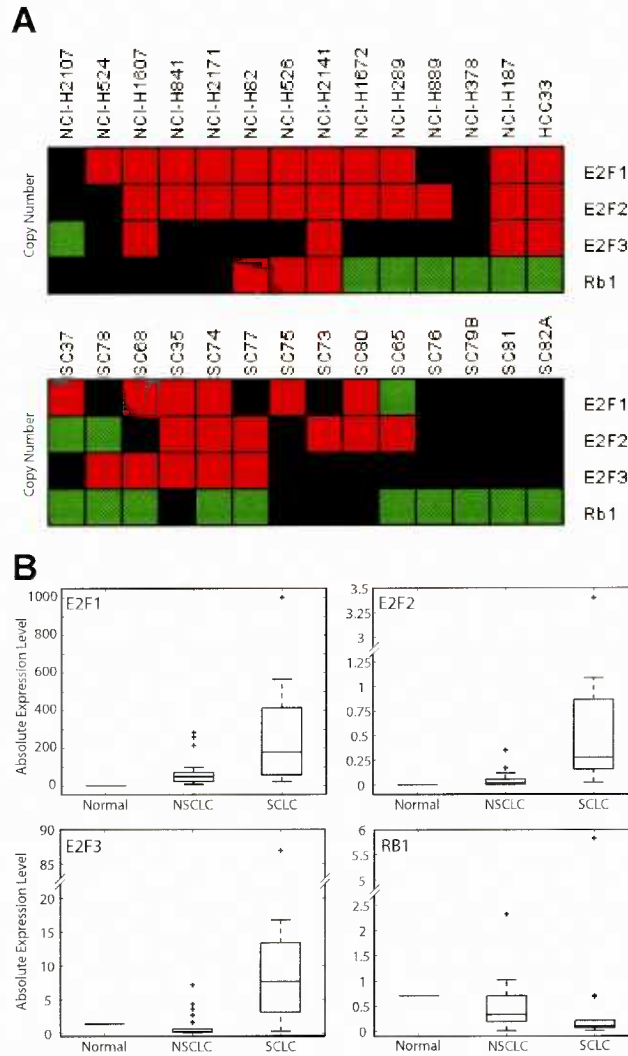 A
NCI-H2107 NCI-H524 NCI-H1607 NCI-H841 NCI-H2171 NCI-H82 NCI-H526 NCI-H2141 NCI-H1672 NCI-H289 NCI-H889 NCI-H378 NCI-H187 HCC33
Copy Number
E2F1
E2F2
E2F3
Rb1
SC37 SC78 SC68 SC35 SC74 SC77 SC75 SC73 SC80 SC65 SC76 SC79B SC81 SC82A
Copy Number
E2F1
E2F2
E2F3
Rb1
B
Absolute Expression Level
E2F1
1000
800
600
400
200
0
Normal NSCLC SCLC
E2F2
3.5
3
1.25
1
0.75
0.5
0.25
0
Normal NSCLC SCLC
Absolute Expression Level
E2F3
90
85
20
15
10
5
0
Normal NSCLC SCLC
RB1
6
5.5
5
2.5
2
1.5
1
0.5
0
Normal NSCLC SCLC